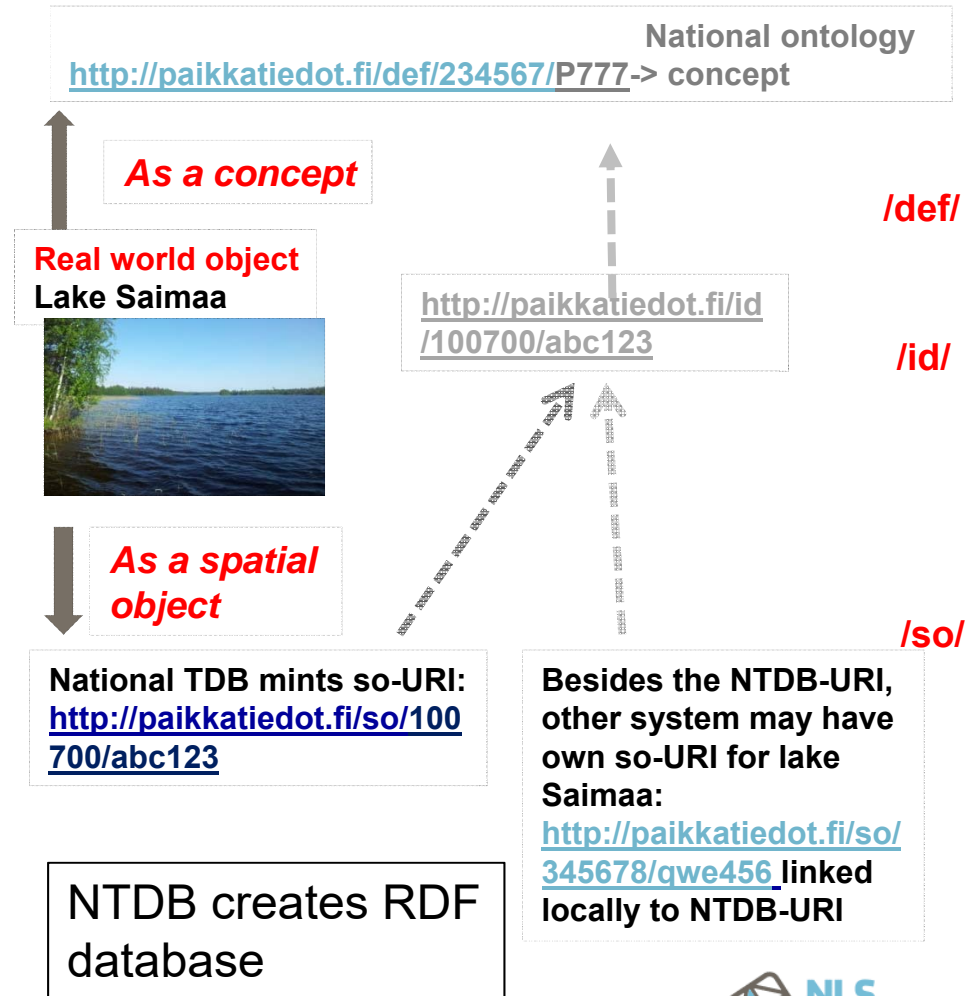 National ontology
http://paikkatiedot.fi/def/234567/P777-> concept
As a concept
/def/
Real world object
Lake Saimaa
http://paikkatiedot.fi/id
/100700/abc123
/id/
As a spatial
object
/so/
National TDB mints so-URI:
http://paikkatiedot.fi/so/100
700/abc123
Besides the NTDB-URI,
other system may have
own so-URI for lake
Saimaa:
http://paikkatiedot.fi/so/
345678/qwe456 linked
locally to NTDB-URI
NTDB creates RDF
database
NLS